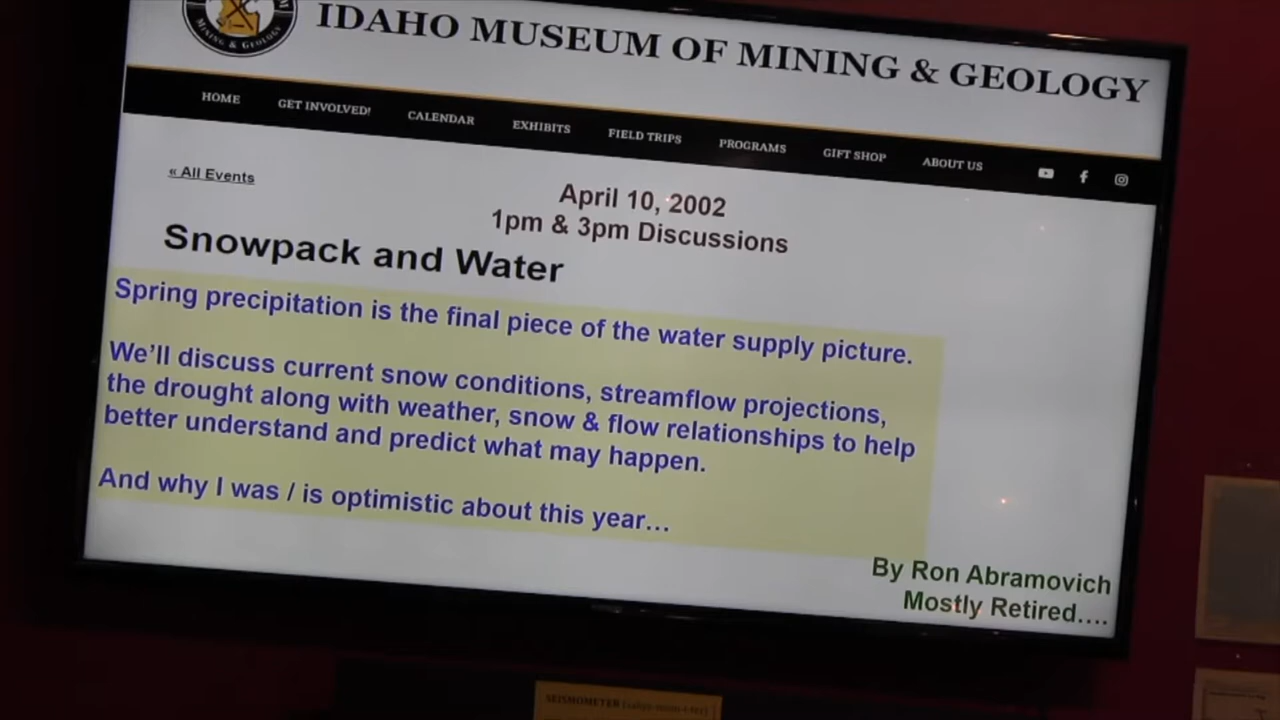 MINING & GEOLOGY
IDAHO MUSEUM OF MINING & GEOLOGY
HOME GET INVOLVED! CALENDAR EXHIBITS FIELD TRIPS PROGRAMS GIFT SHOP ABOUT US
« All Events
April 10, 2002
1pm & 3pm Discussions
Snowpack and Water
Spring precipitation is the final piece of the water supply picture.
We'll discuss current snow conditions, streamflow projections,
the drought along with weather, snow & flow relationships to help
better understand and predict what may happen.
And why I was / is optimistic about this year...
By Ron Abramovich
Mostly Retired....
SEISMOMETER